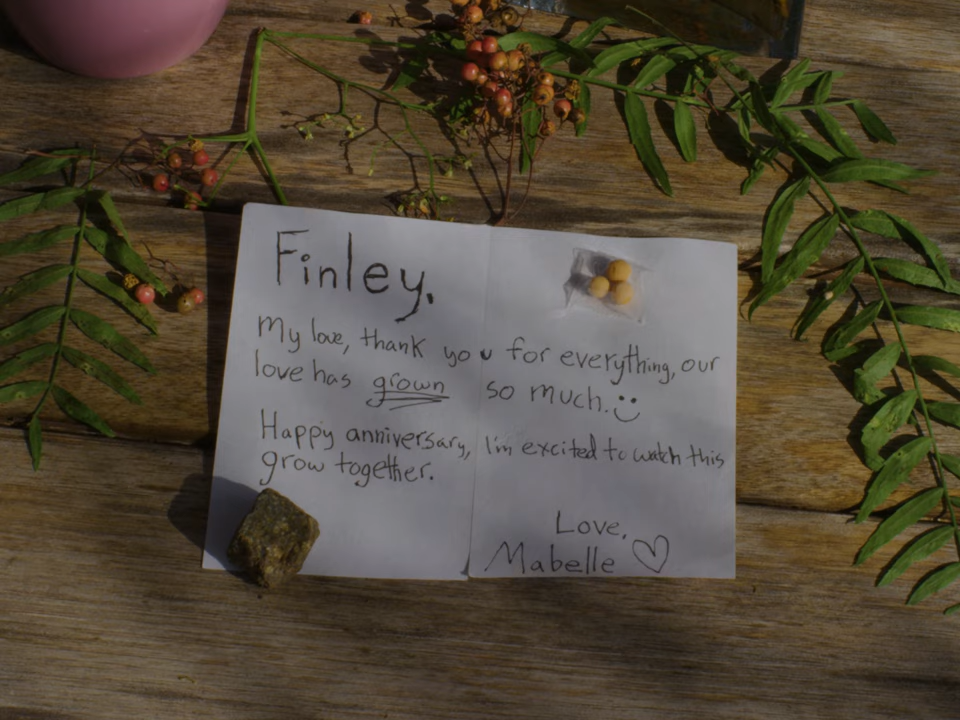 Finley,
My love, thank you for everything, our
love has grown so much. :)
Happy anniversary, I'm excited to watch this
grow together.
Love,
Mabelle ♡